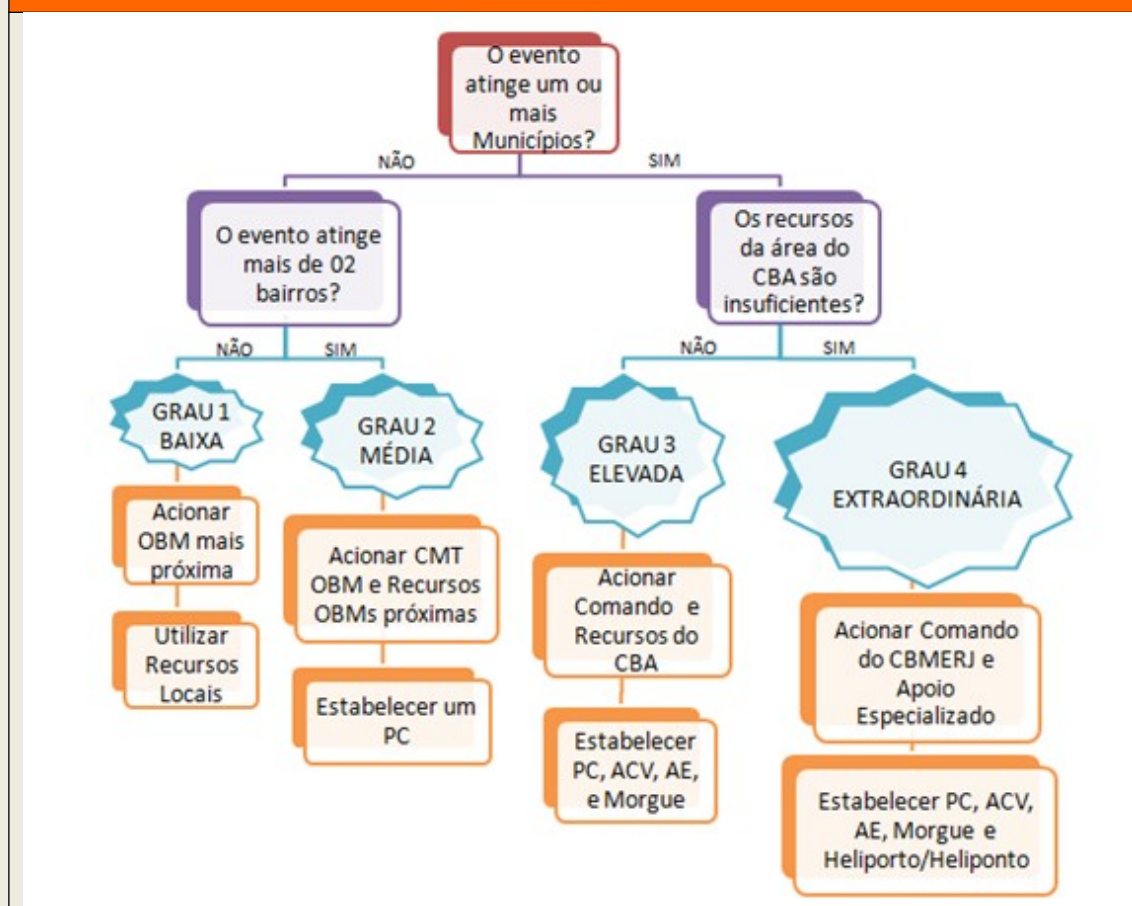 O evento
atinge um ou
mais
Municípios?
NÃO
SIM
O evento atinge
mais de 02
bairros?
Os recursos
da área do
CBA são
insuficientes?
NÃO
SIM
NÃO
SIM
GRAU 1
BAIXA
GRAU 2
MÉDIA
GRAU 3
ELEVADA
GRAU 4
EXTRAORDINÁRIA
Acionar
OBM mais
próxima
Acionar CMT
OBM e Recursos
OBMs próximas
Acionar
Comando e
Recursos do
CBA
Acionar Comando
do CBMERJ e
Apoio
Especializado
Utilizar
Recursos
Locais
Estabelecer um
PC
Estabelecer
PC, ACV, AE,
e Morgue
Estabelecer PC, ACV,
AE, Morgue e
Heliporto/Heliponto